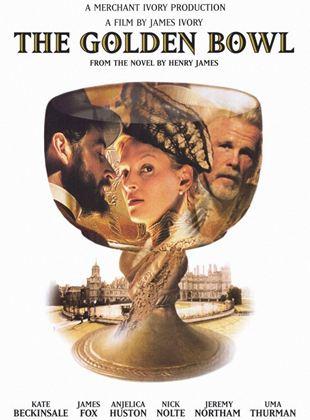 A MERCHANT IVORY PRODUCTION
A FILM BY JAMES IVORY
THE GOLDEN BOWL
FROM THE NOVEL BY HENRY JAMES
KATE BECKINSALE JAMES FOX ANJELICA HUSTON NICK NOLTE JEREMY NORTHAM UMA THURMAN